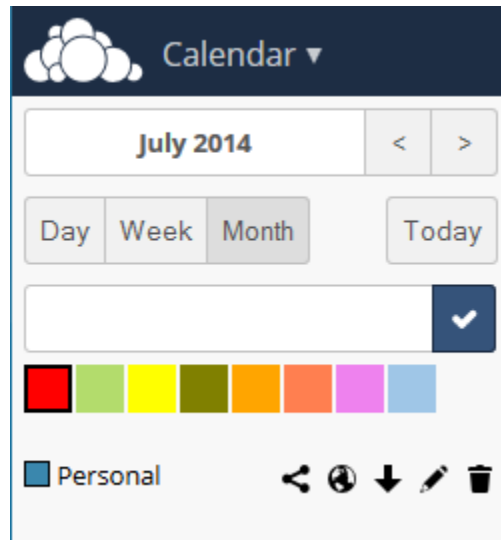 Calendar ▾
July 2014 < >
Day Week Month Today
Personal